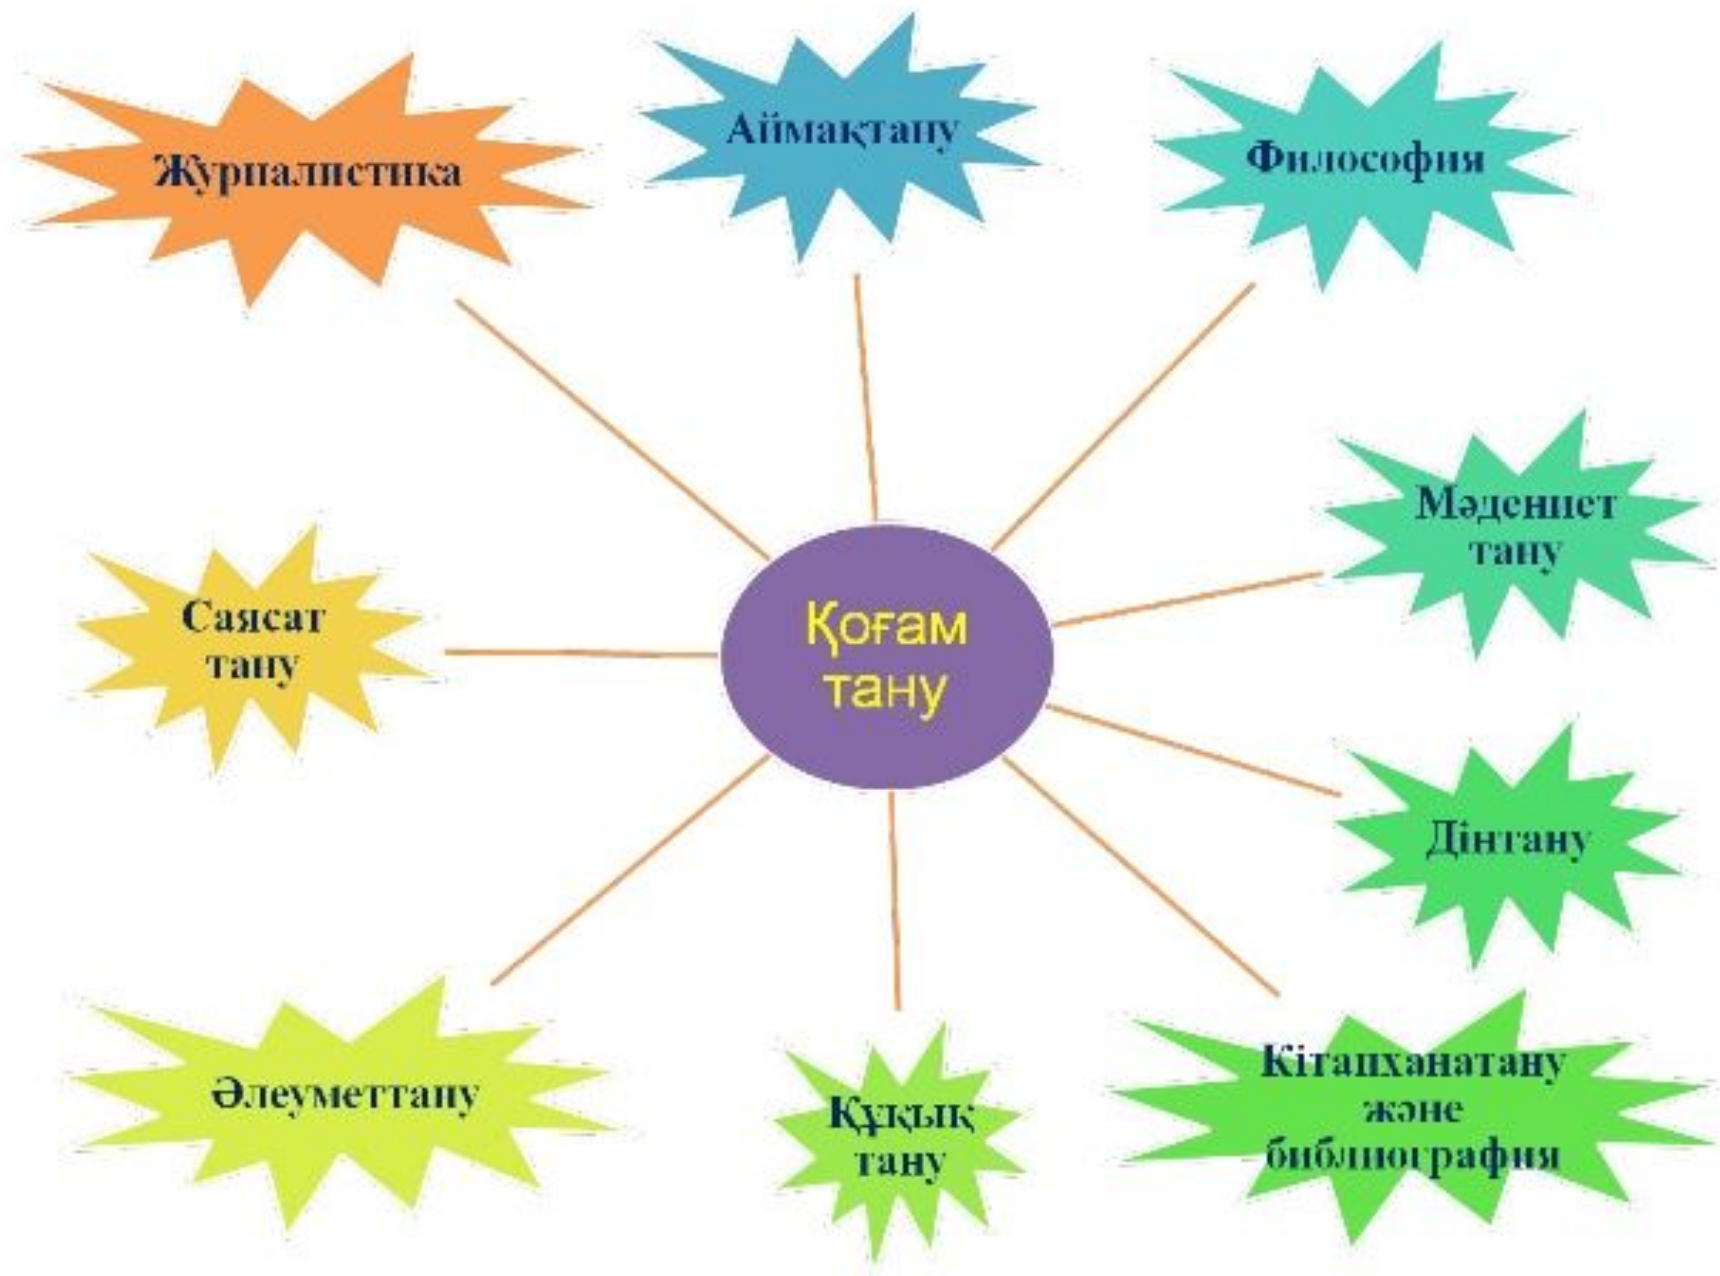 Журналистика
Аймақтану
Философия
Мәдениет
тану
Саясат
тану
Қоғам
тану
Дінтану
Әлеуметтану
Құқық
тану
Кітапханатану
және
библиография